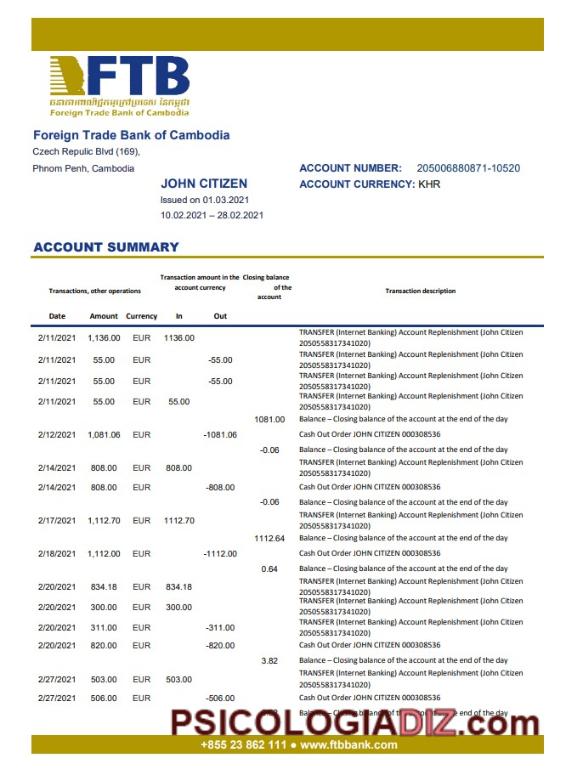 FTB
ធនាគារពាណិជ្ជកម្មក្រៅប្រទេស នៃកម្ពុជា
Foreign Trade Bank of Cambodia
Foreign Trade Bank of Cambodia
Czech Repulic Blvd (169),
Phnom Penh, Cambodia
ACCOUNT NUMBER: 205006880871-10520
JOHN CITIZEN
ACCOUNT CURRENCY: KHR
Issued on 01.03.2021
10.02.2021 – 28.02.2021
ACCOUNT SUMMARY
Transactions, other operations
Transaction amount in the account currency
Closing balance of the account
Transaction description
Date Amount Currency In Out
2/11/2021 1,136.00 EUR 1136.00 TRANSFER (Internet Banking) Account Replenishment (John Citizen
2050558317341020)
2/11/2021 55.00 EUR -55.00 TRANSFER (Internet Banking) Account Replenishment (John Citizen
2050558317341020)
2/11/2021 55.00 EUR -55.00 TRANSFER (Internet Banking) Account Replenishment (John Citizen
2050558317341020)
2/11/2021 55.00 EUR 55.00 TRANSFER (Internet Banking) Account Replenishment (John Citizen
2050558317341020)
1081.00 Balance – Closing balance of the account at the end of the day
2/12/2021 1,081.06 EUR -1081.06 Cash Out Order JOHN CITIZEN 000308536
-0.06 Balance – Closing balance of the account at the end of the day
2/14/2021 808.00 EUR 808.00 TRANSFER (Internet Banking) Account Replenishment (John Citizen
2050558317341020)
2/14/2021 808.00 EUR -808.00 Cash Out Order JOHN CITIZEN 000308536
-0.06 Balance – Closing balance of the account at the end of the day
2/17/2021 1,112.70 EUR 1112.70 TRANSFER (Internet Banking) Account Replenishment (John Citizen
2050558317341020)
1112.64 Balance – Closing balance of the account at the end of the day
2/18/2021 1,112.00 EUR -1112.00 Cash Out Order JOHN CITIZEN 000308536
0.64 Balance – Closing balance of the account at the end of the day
2/20/2021 834.18 EUR 834.18 TRANSFER (Internet Banking) Account Replenishment (John Citizen
2050558317341020)
2/20/2021 300.00 EUR 300.00 TRANSFER (Internet Banking) Account Replenishment (John Citizen
2050558317341020)
2/20/2021 311.00 EUR -311.00 TRANSFER (Internet Banking) Account Replenishment (John Citizen
2050558317341020)
2/20/2021 820.00 EUR -820.00 Cash Out Order JOHN CITIZEN 000308536
3.82 Balance – Closing balance of the account at the end of the day
2/27/2021 503.00 EUR 503.00 TRANSFER (Internet Banking) Account Replenishment (John Citizen
2050558317341020)
2/27/2021 506.00 EUR -506.00 Cash Out Order JOHN CITIZEN 000308536
Balance – Closing balance of the account at the end of the day
PSICOLOGIADIZ.com
+855 23 862 111 ● www.ftbbank.com